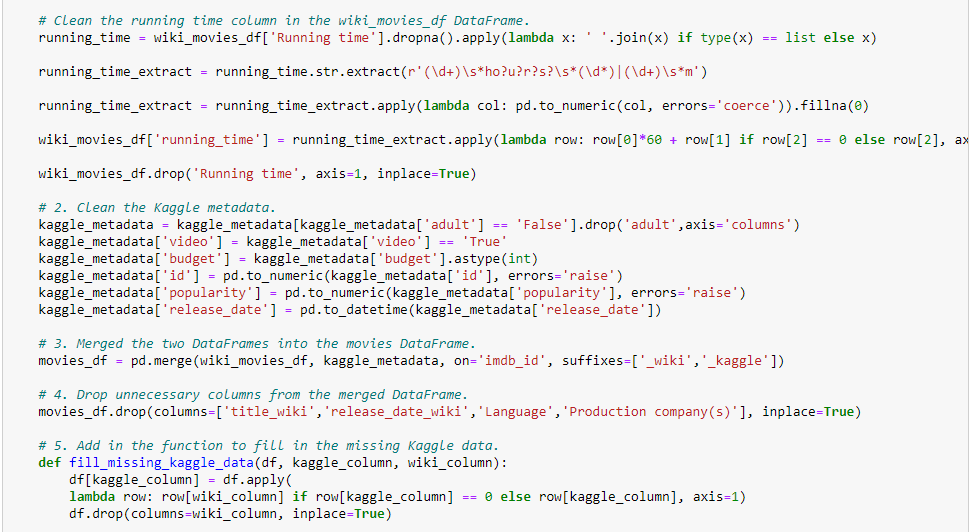 # Clean the running time column in the wiki_movies_df DataFrame.
running_time = wiki_movies_df['Running time'].dropna().apply(lambda x: ' '.join(x) if type(x) == list else x)
running_time_extract = running_time.str.extract(r'(\d+)\s*ho?u?r?s?\s*(\d*)|(\d+)\s*m')
running_time_extract = running_time_extract.apply(lambda col: pd.to_numeric(col, errors='coerce')).fillna(0)
wiki_movies_df['running_time'] = running_time_extract.apply(lambda row: row[0]*60 + row[1] if row[2] == 0 else row[2], ax
wiki_movies_df.drop('Running time', axis=1, inplace=True)
# 2. Clean the Kaggle metadata.
kaggle_metadata = kaggle_metadata[kaggle_metadata['adult'] == 'False'].drop('adult',axis='columns')
kaggle_metadata['video'] = kaggle_metadata['video'] == 'True'
kaggle_metadata['budget'] = kaggle_metadata['budget'].astype(int)
kaggle_metadata['id'] = pd.to_numeric(kaggle_metadata['id'], errors='raise')
kaggle_metadata['popularity'] = pd.to_numeric(kaggle_metadata['popularity'], errors='raise')
kaggle_metadata['release_date'] = pd.to_datetime(kaggle_metadata['release_date'])
# 3. Merged the two DataFrames into the movies DataFrame.
movies_df = pd.merge(wiki_movies_df, kaggle_metadata, on='imdb_id', suffixes=['_wiki','_kaggle'])
# 4. Drop unnecessary columns from the merged DataFrame.
movies_df.drop(columns=['title_wiki','release_date_wiki','Language','Production company(s)'], inplace=True)
# 5. Add in the function to fill in the missing Kaggle data.
def fill_missing_kaggle_data(df, kaggle_column, wiki_column):
    df[kaggle_column] = df.apply(
    lambda row: row[wiki_column] if row[kaggle_column] == 0 else row[kaggle_column], axis=1)
    df.drop(columns=wiki_column, inplace=True)